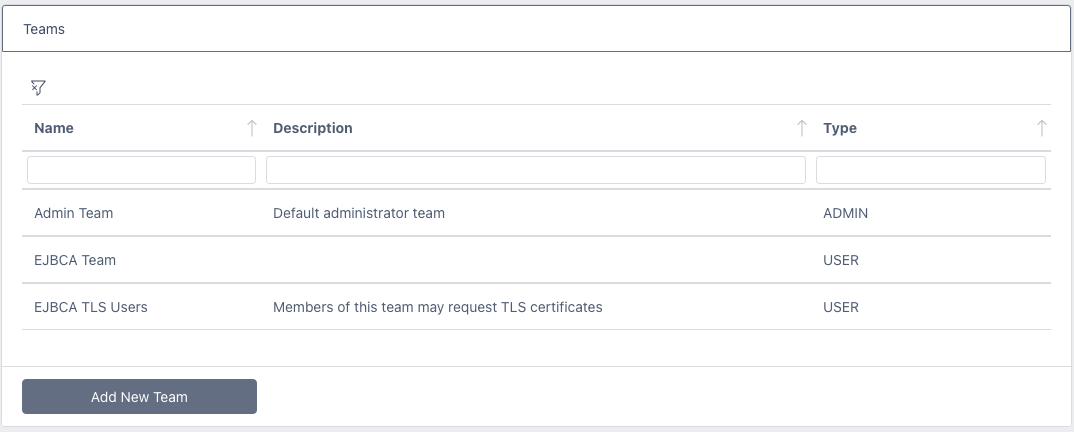 Teams
Name Description Type
Admin Team Default administrator team ADMIN
EJBCA Team USER
EJBCA TLS Users Members of this team may request TLS certificates USER
Add New Team